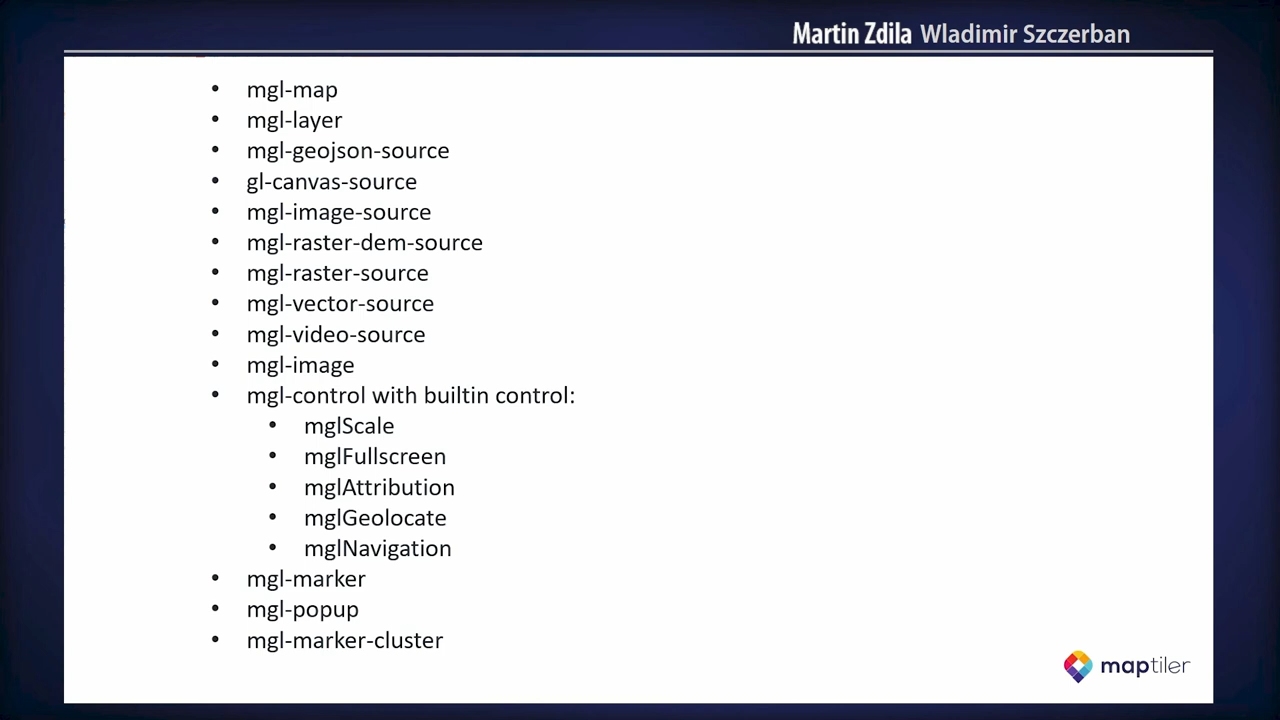 Martin Zdila Wladimir Szczerban
• mgl-map
• mgl-layer
• mgl-geojson-source
• gl-canvas-source
• mgl-image-source
• mgl-raster-dem-source
• mgl-raster-source
• mgl-vector-source
• mgl-video-source
• mgl-image
• mgl-control with builtin control:
• mglScale
• mglFullscreen
• mglAttribution
• mglGeolocate
• mglNavigation
• mgl-marker
• mgl-popup
• mgl-marker-cluster
maptiler